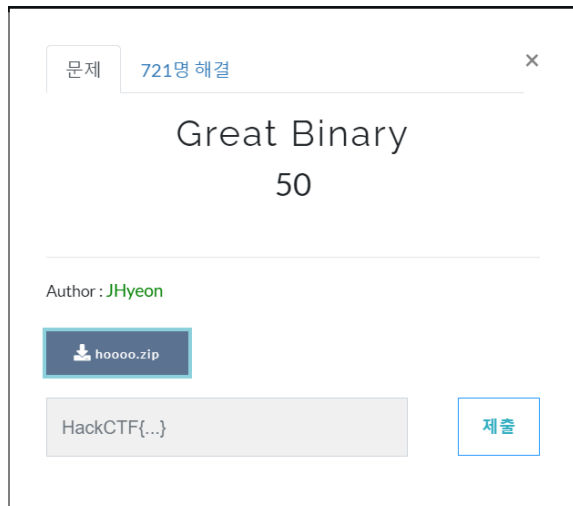 문제 721명 해결 ×
Great Binary
50
Author : JHyeon
hoooo.zip
HackCTF{...} 제출